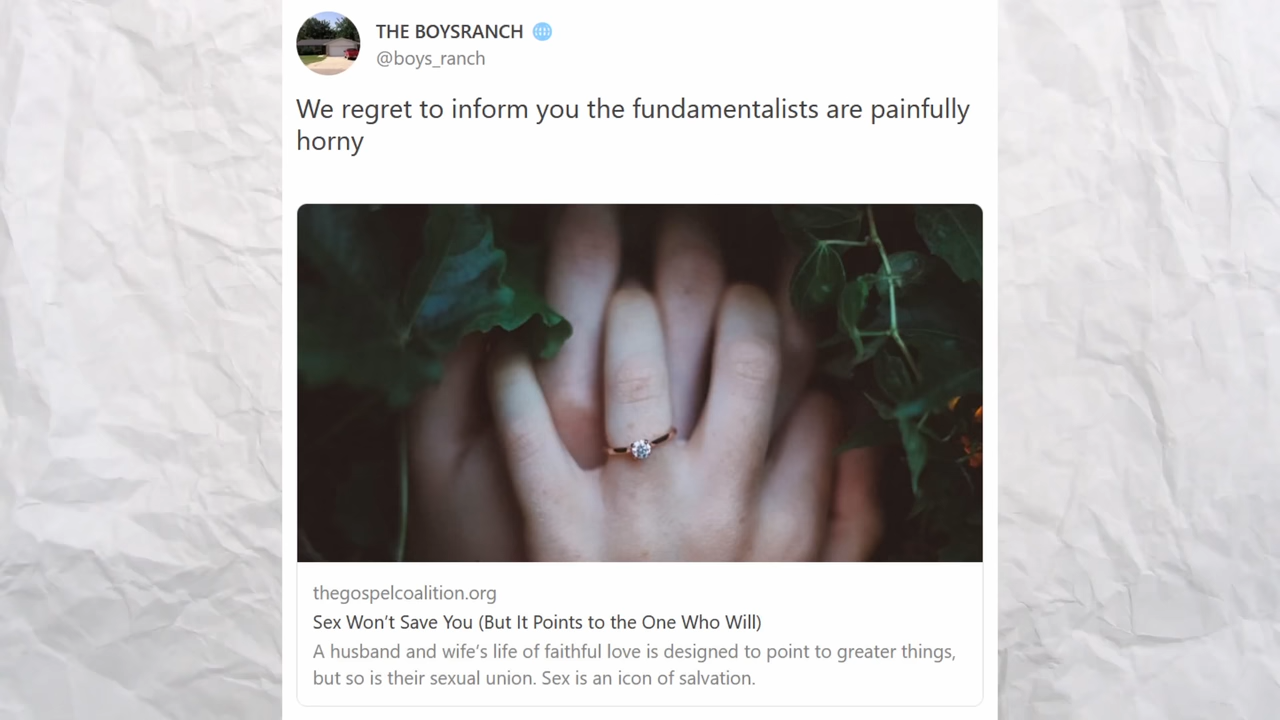 THE BOYSRANCH
@boys_ranch
We regret to inform you the fundamentalists are painfully
horny
thegospelcoalition.org
Sex Won’t Save You (But It Points to the One Who Will)
A husband and wife’s life of faithful love is designed to point to greater things,
but so is their sexual union. Sex is an icon of salvation.